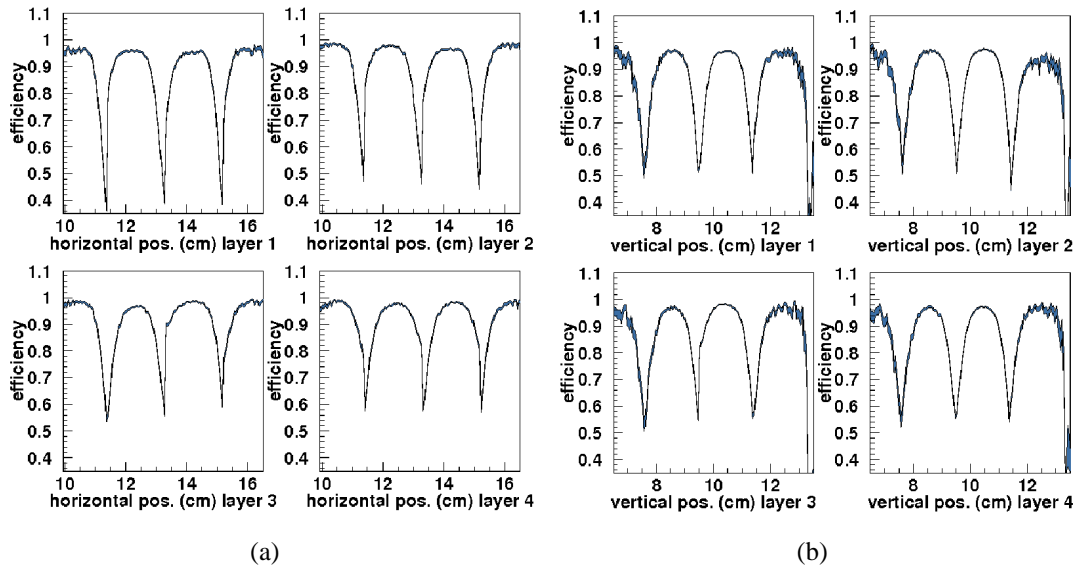 1.1
1
0.9
0.8
0.7
0.6
0.5
0.4
efficiency
10 12 14 16
horizontal pos. (cm) layer 1
1.1
1
0.9
0.8
0.7
0.6
0.5
0.4
efficiency
10 12 14 16
horizontal pos. (cm) layer 2
1.1
1
0.9
0.8
0.7
0.6
0.5
0.4
efficiency
8 10 12
vertical pos. (cm) layer 1
1.1
1
0.9
0.8
0.7
0.6
0.5
0.4
efficiency
8 10 12
vertical pos. (cm) layer 2
1.1
1
0.9
0.8
0.7
0.6
0.5
0.4
efficiency
10 12 14 16
horizontal pos. (cm) layer 3
1.1
1
0.9
0.8
0.7
0.6
0.5
0.4
efficiency
10 12 14 16
horizontal pos. (cm) layer 4
1.1
1
0.9
0.8
0.7
0.6
0.5
0.4
efficiency
8 10 12
vertical pos. (cm) layer 3
1.1
1
0.9
0.8
0.7
0.6
0.5
0.4
efficiency
8 10 12
vertical pos. (cm) layer 4
(a)
(b)